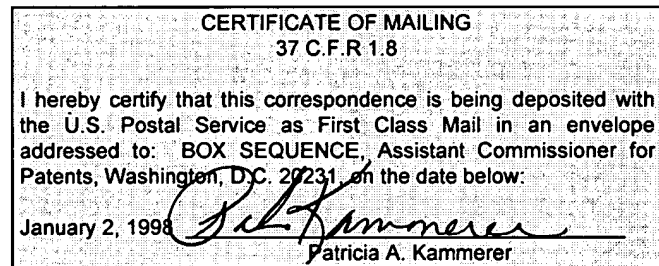 CERTIFICATE OF MAILING
37 C.F.R 1.8
I hereby certify that this correspondence is being deposited with
the U.S. Postal Service as First Class Mail in an envelope
addressed to: BOX SEQUENCE, Assistant Commissioner for
Patents, Washington, D.C. 20231, on the date below:
January 2, 1998 Pat Kammerer
Patricia A. Kammerer